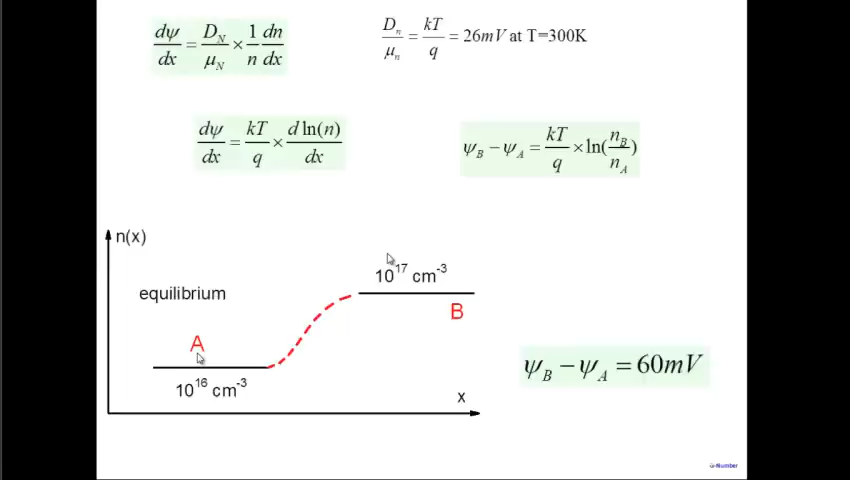 dψ/dx = D_N/μ_N × 1/n dn/dx
D_n/μ_n = kT/q = 26mV at T=300K
dψ/dx = kT/q × d ln(n)/dx
ψ_B − ψ_A = kT/q × ln(n_B/n_A)
n(x)
10^17 cm^-3
equilibrium
B
A
10^16 cm^-3
x
ψ_B − ψ_A = 60mV